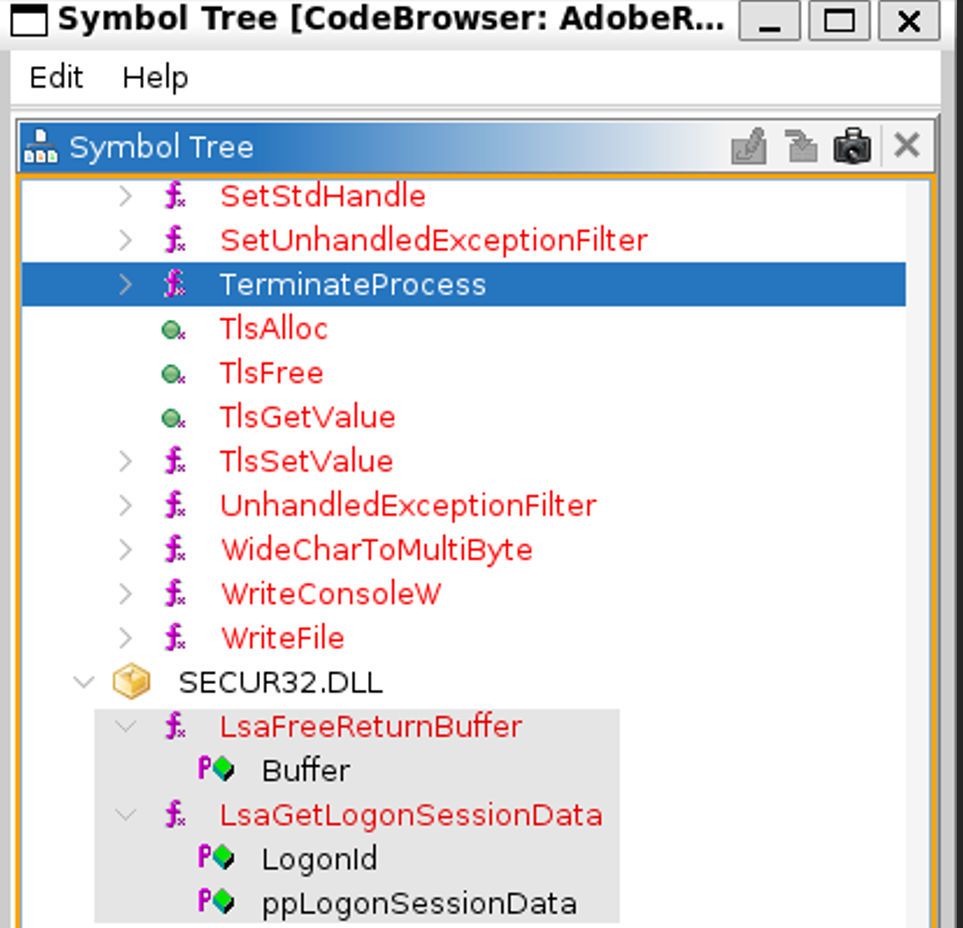 Symbol Tree [CodeBrowser: AdobeR...
Edit Help
Symbol Tree
SetStdHandle
SetUnhandledExceptionFilter
TerminateProcess
TlsAlloc
TlsFree
TlsGetValue
TlsSetValue
UnhandledExceptionFilter
WideCharToMultiByte
WriteConsoleW
WriteFile
SECUR32.DLL
LsaFreeReturnBuffer
Buffer
LsaGetLogonSessionData
LogonId
ppLogonSessionData